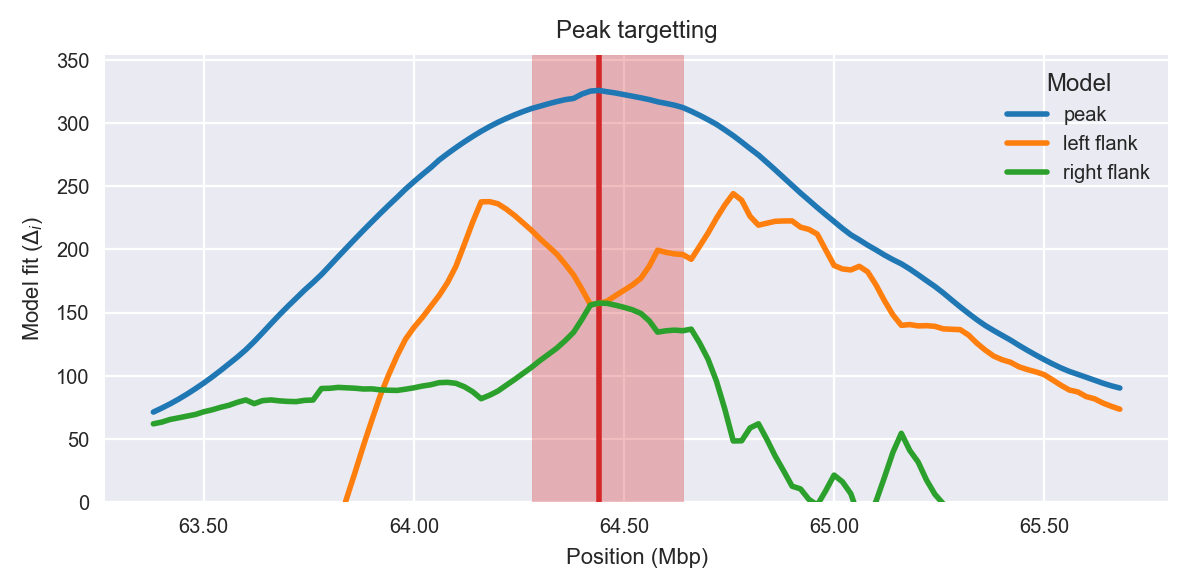 Peak targetting
350
300
250
200
150
100
50
0
Model fit (Δi)
63.50
64.00
64.50
65.00
65.50
Position (Mbp)
Model
peak
left flank
right flank